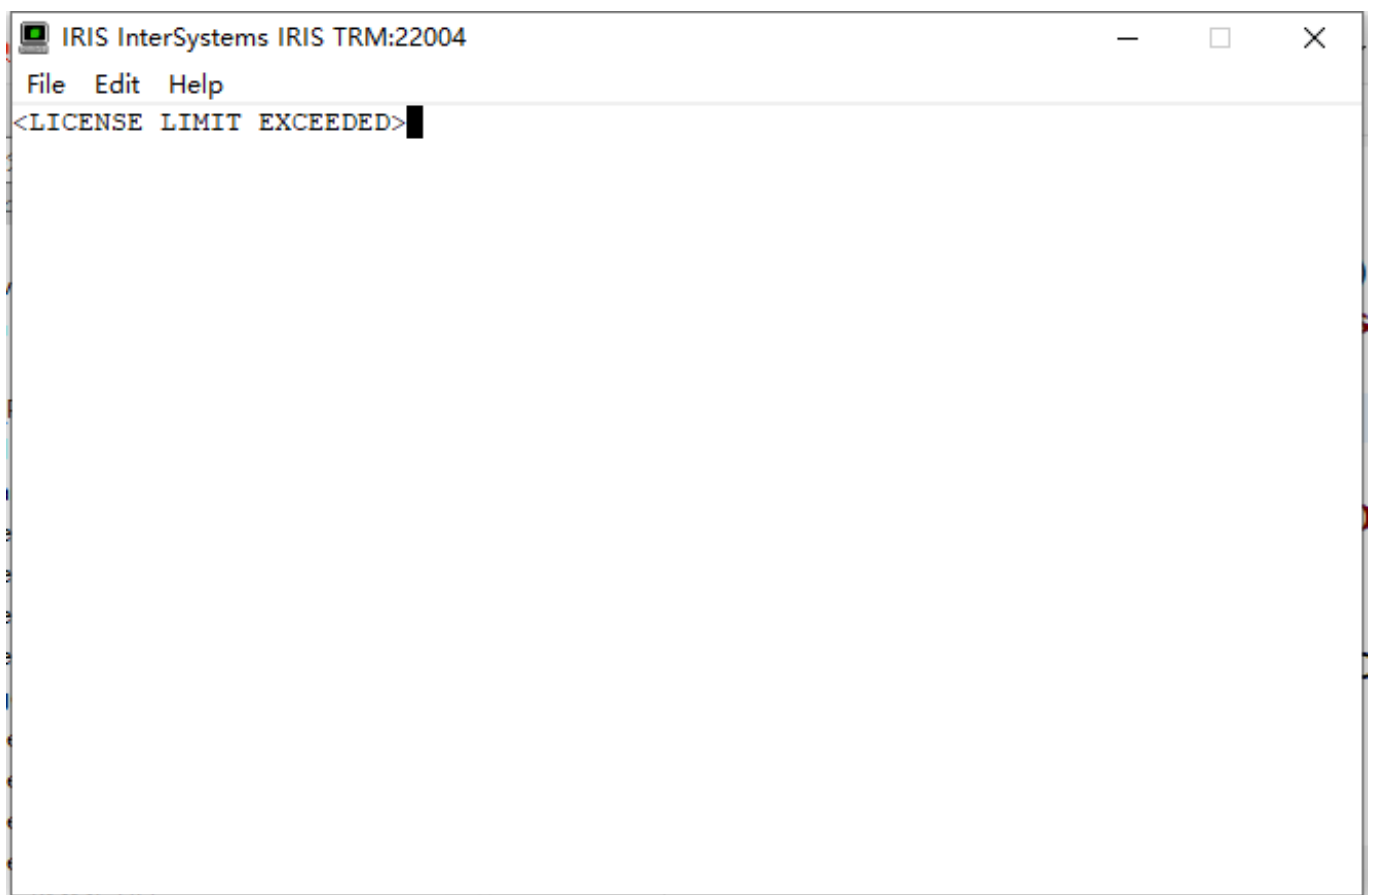 IRIS InterSystems IRIS TRM:22004
File Edit Help
<LICENSE LIMIT EXCEEDED>